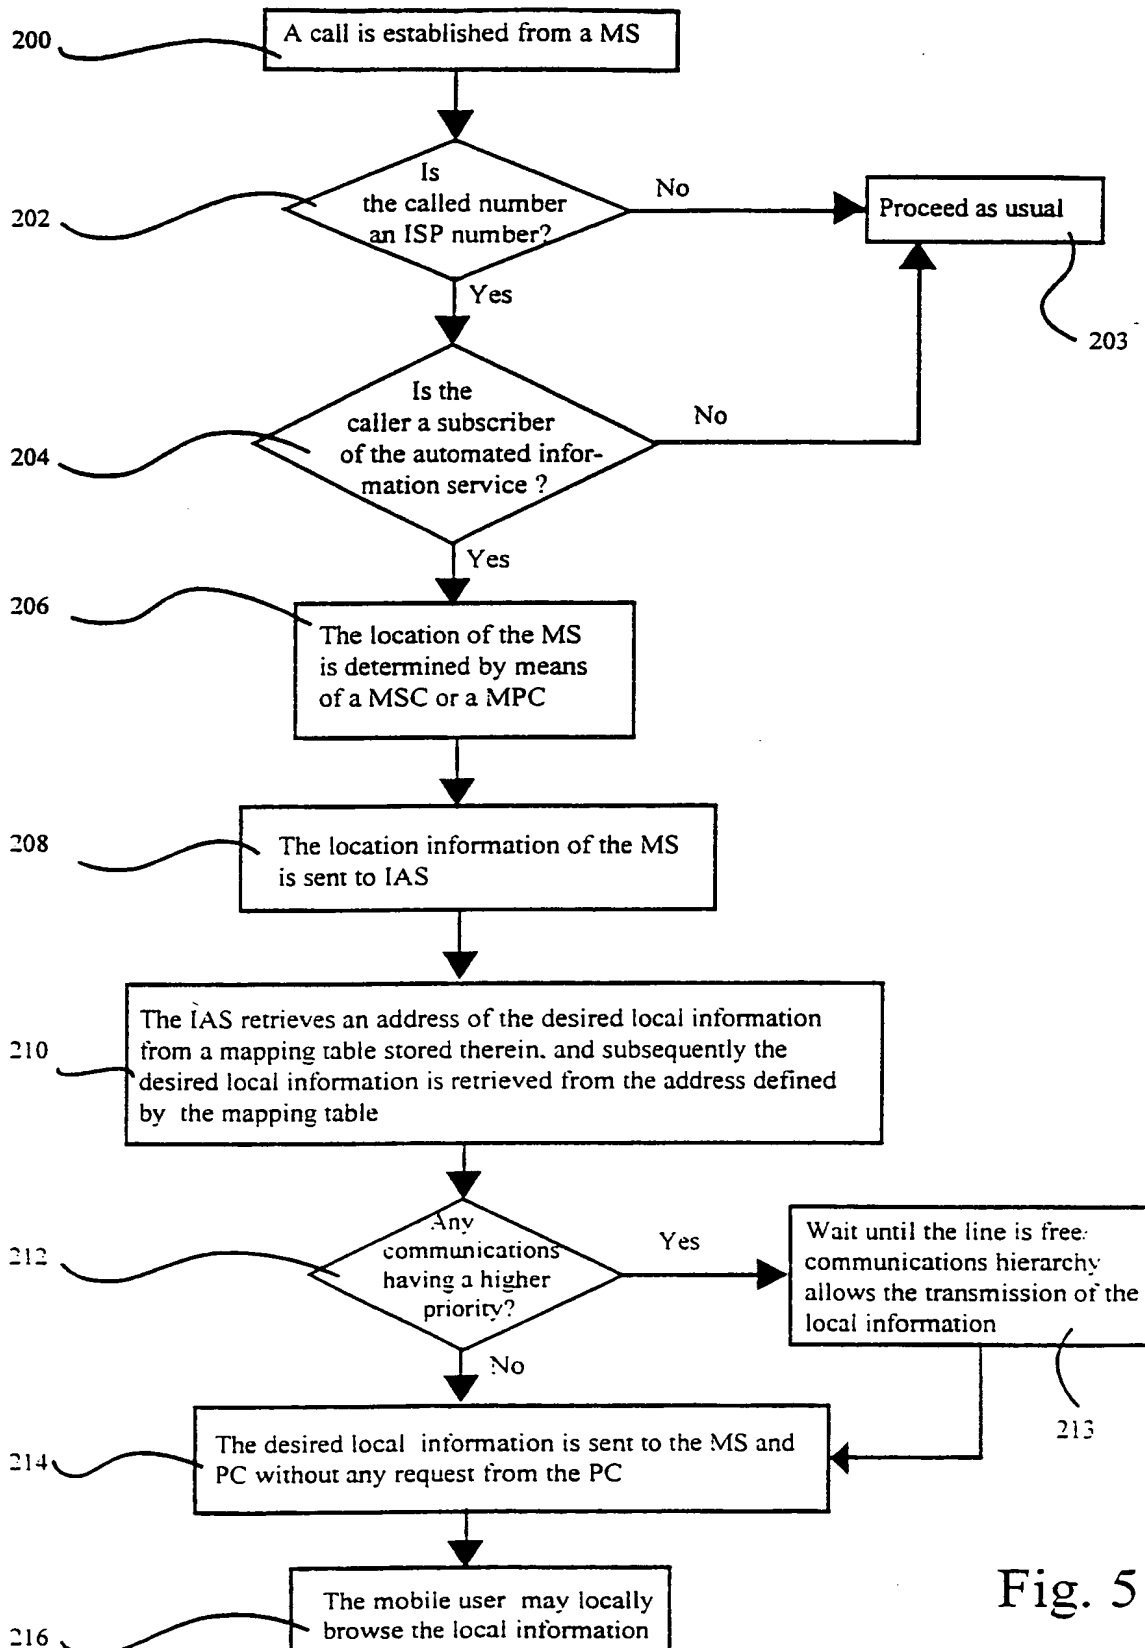 200
A call is established from a MS
202
Is
the called number
an ISP number?
No
Proceed as usual
203
Yes
204
Is the
caller a subscriber
of the automated infor-
mation service ?
No
Yes
206
The location of the MS
is determined by means
of a MSC or a MPC
208
The location information of the MS
is sent to IAS
210
The IAS retrieves an address of the desired local information
from a mapping table stored therein. and subsequently the
desired local information is retrieved from the address defined
by the mapping table
212
Any
communications
having a higher
priority?
Yes
Wait until the line is free:
communications hierarchy
allows the transmission of the
local information
213
No
214
The desired local information is sent to the MS and
PC without any request from the PC
216
The mobile user may locally
browse the local information
Fig. 5